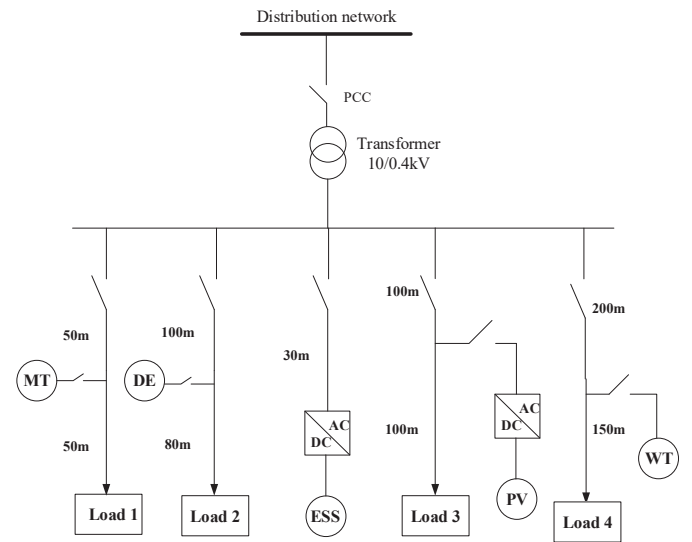 Distribution network
PCC
Transformer
10/0.4kV
100m
200m
50m
100m
30m
MT
DE
50m
80m
100m
AC
DC
AC
DC
150m
WT
Load 1
Load 2
ESS
Load 3
PV
Load 4